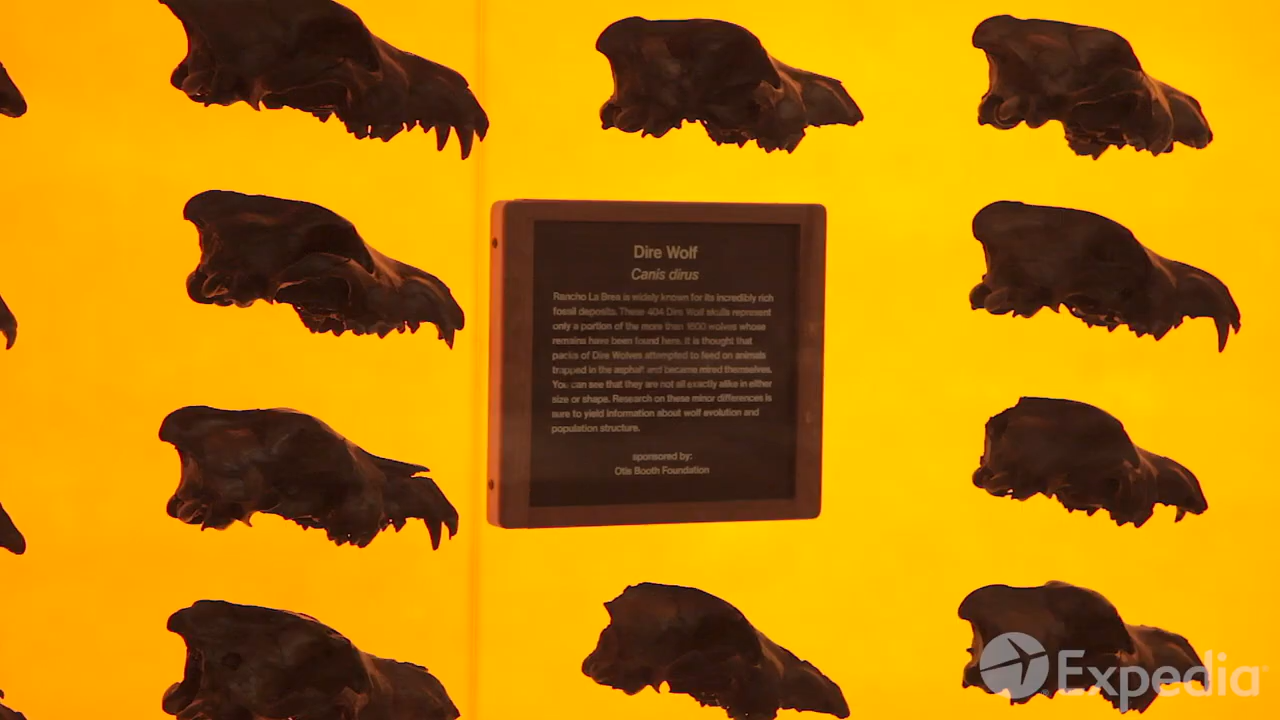 Dire Wolf
Canis dirus
Rancho La Brea is widely known for its incredibly rich
fossil deposits. These 404 Dire Wolf skulls represent
only a portion of the more than 1600 wolves whose
remains have been found here. It is thought that
packs of Dire Wolves attempted to feed on animals
trapped in the asphalt and became mired themselves.
You can see that they are not all exactly alike in either
size or shape. Research on these minor differences is
sure to yield information about wolf evolution and
population structure.
sponsored by:
Otis Booth Foundation
Expedia